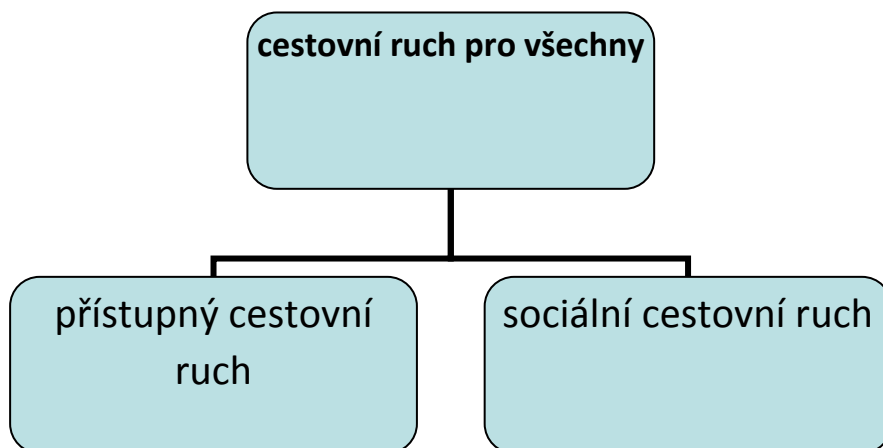 cestovní ruch pro všechny
přístupný cestovní
ruch
sociální cestovní ruch